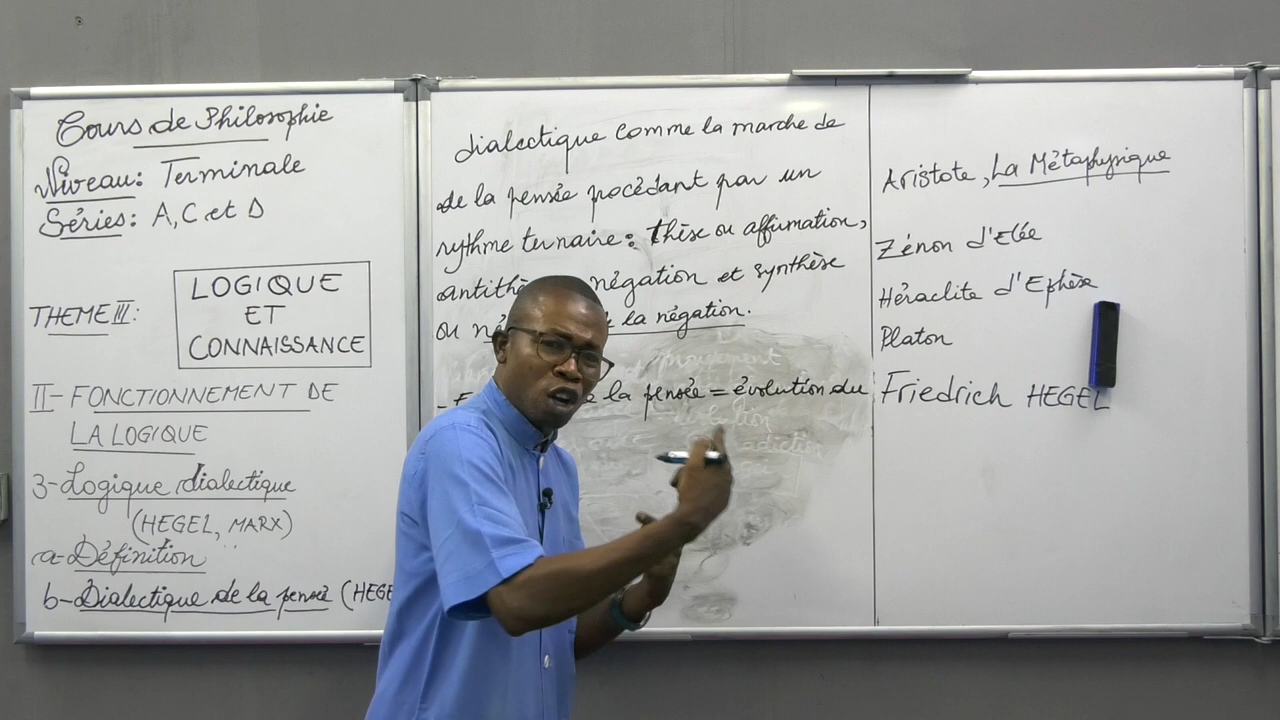 Cours de Philosophie
Niveau: Terminale
Séries: A, C et D
THEME III:
LOGIQUE
ET
CONNAISSANCE
II- FONCTIONNEMENT DE
LA LOGIQUE
3- Logique dialectique
(HEGEL, MARX)
a- Définition
b- Dialectique de la pensée (HEGE
dialectique comme la marche de
de la pensée procédant par un
rythme ternaire: thèse ou affirmation,
antithè négation et synthèse
ou né la négation.
la pensée = évolution du
mouvement
Aristote, La Métaphysique
Zénon d'Elée
Héraclite d'Ephèse
Platon
Friedrich HEGEL